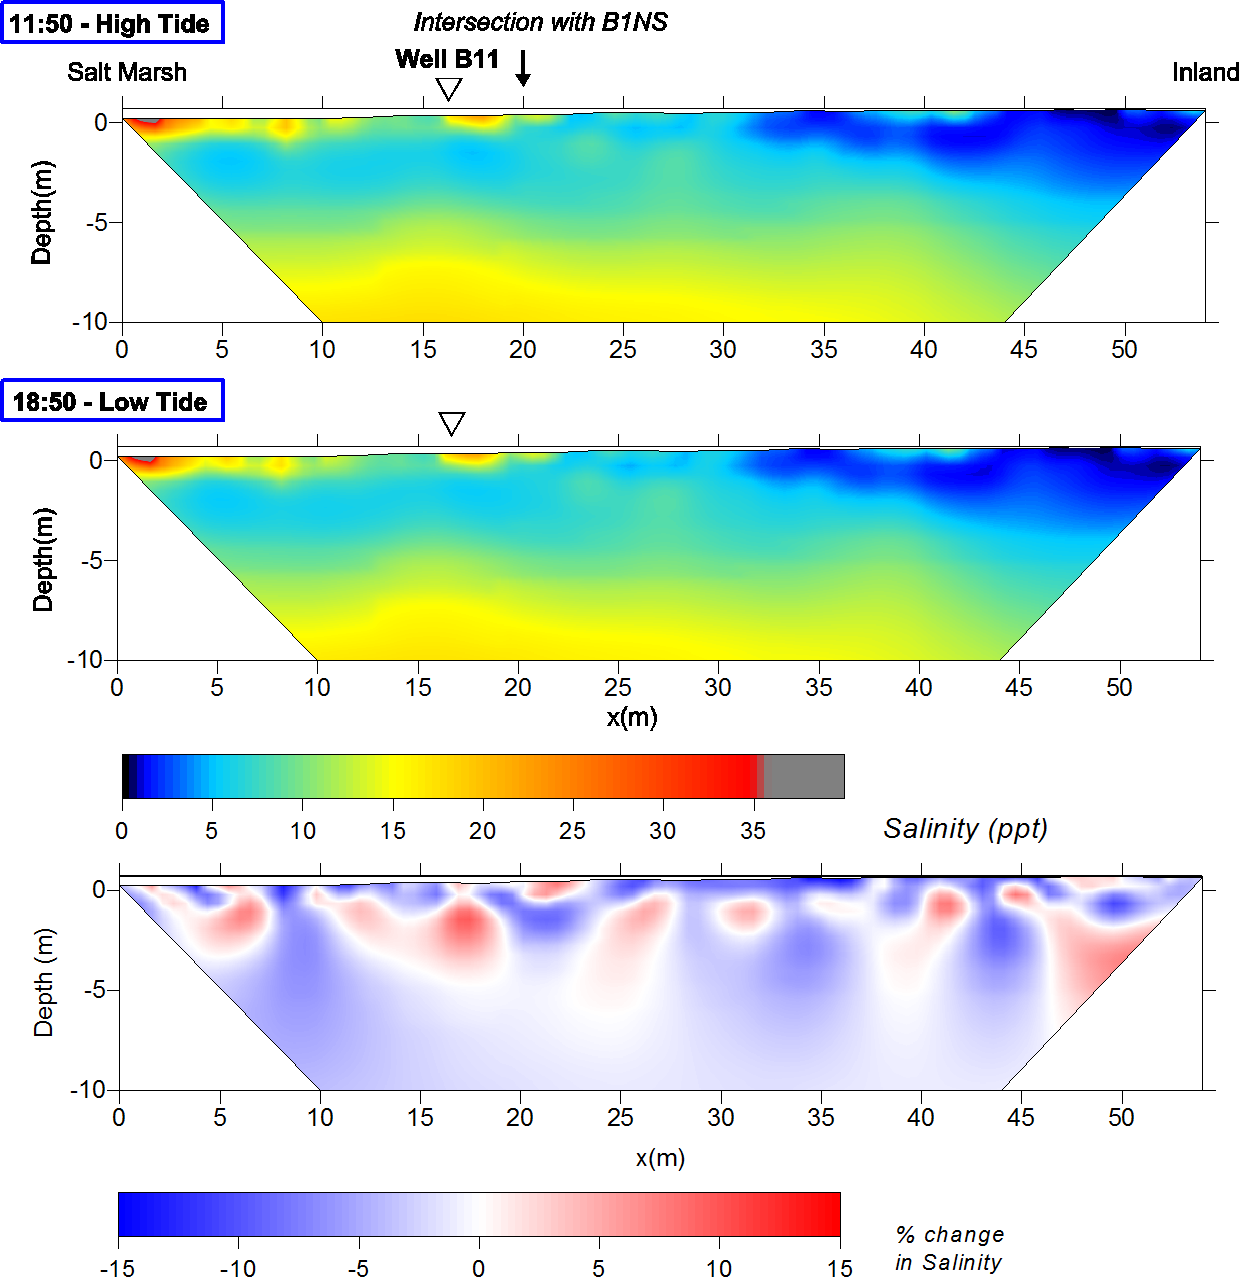 11:50 - High Tide
Intersection with B1NS
Well B11
Salt Marsh
Inland
0
-5
-10
Depth(m)
0 5 10 15 20 25 30 35 40 45 50
18:50 - Low Tide
0
-5
-10
Depth(m)
0 5 10 15 20 25 30 35 40 45 50
x(m)
0 5 10 15 20 25 30 35
Salinity (ppt)
0
-5
-10
Depth (m)
0 5 10 15 20 25 30 35 40 45 50
x(m)
-15 -10 -5 0 5 10 15
% change
in Salinity